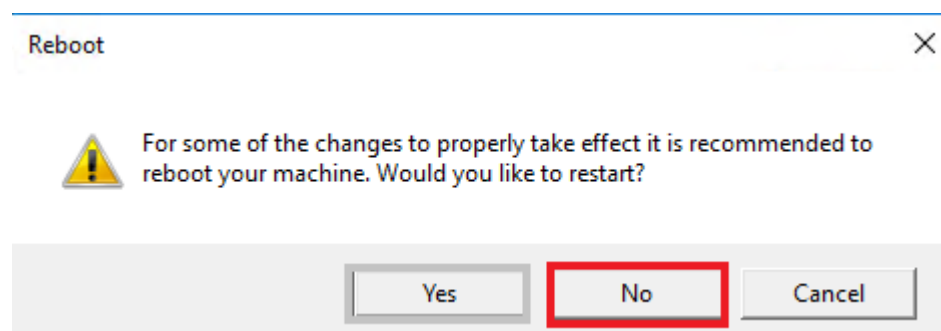 Reboot
For some of the changes to properly take effect it is recommended to
reboot your machine. Would you like to restart?
Yes
No
Cancel